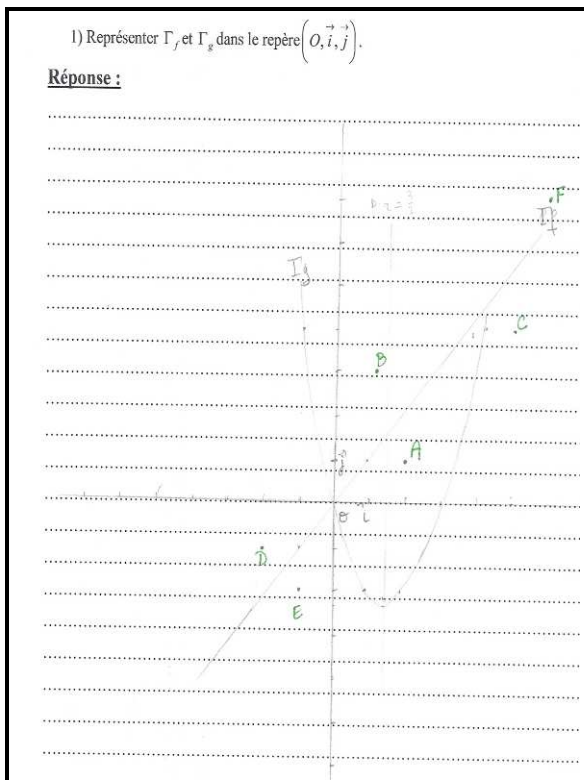 1) Représenter Γf et Γg dans le repère (O, i⃗, j⃗).
Réponse :
F
Γf
Γg
C
B
A
j⃗
O i⃗
D
E